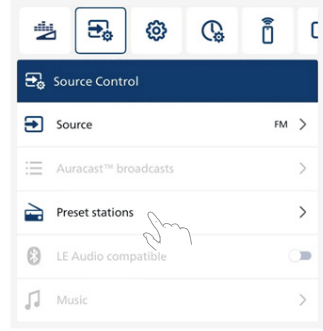 Source Control
Source FM
Auracast™ broadcasts
Preset stations
LE Audio compatible
Music